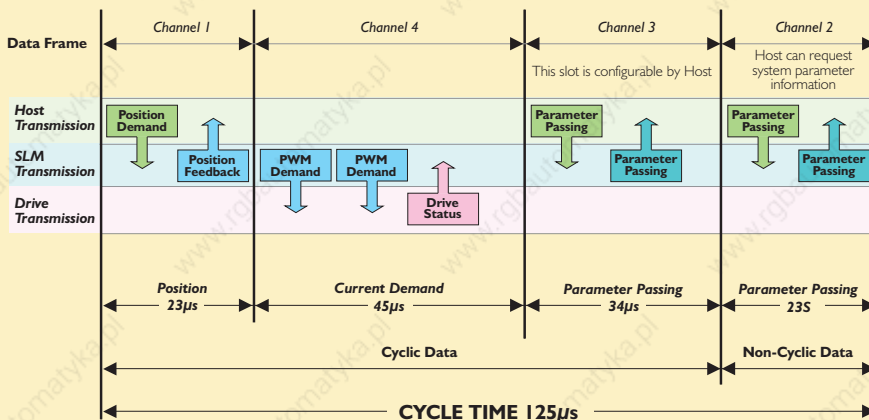 Data Frame
Channel 1
Channel 4
Channel 3
Channel 2
This slot is configurable by Host
Host can request
system parameter
information
Host
Transmission
Position
Demand
Parameter
Passing
Parameter
Passing
SLM
Transmission
Position
Feedback
PWM
Demand
PWM
Demand
Parameter
Passing
Parameter
Passing
Drive
Transmission
Drive
Status
Position
23µs
Current Demand
45µs
Parameter Passing
34µs
Parameter Passing
23S
Cyclic Data
Non-Cyclic Data
CYCLE TIME 125µs
www.rgbautomatyka.pl